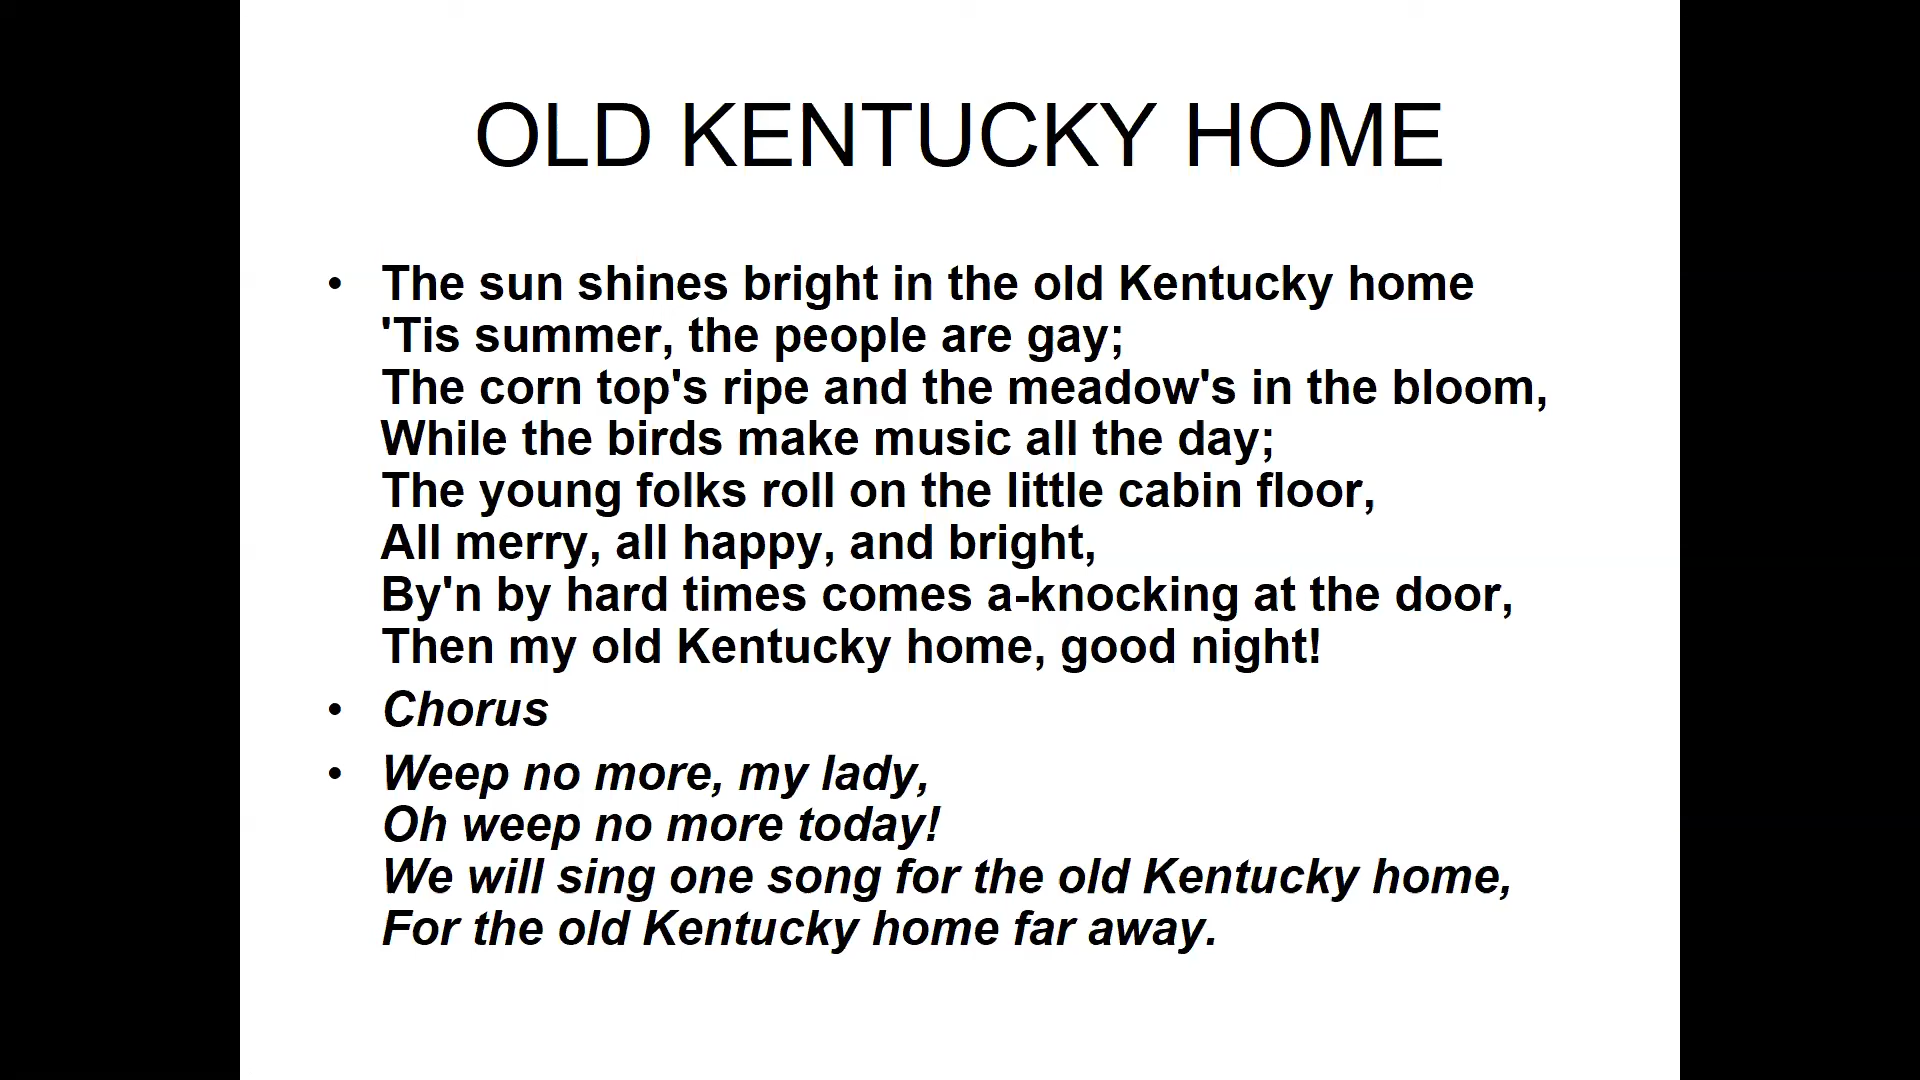 OLD KENTUCKY HOME
• The sun shines bright in the old Kentucky home
'Tis summer, the people are gay;
The corn top's ripe and the meadow's in the bloom,
While the birds make music all the day;
The young folks roll on the little cabin floor,
All merry, all happy, and bright,
By'n by hard times comes a-knocking at the door,
Then my old Kentucky home, good night!
• Chorus
• Weep no more, my lady,
Oh weep no more today!
We will sing one song for the old Kentucky home,
For the old Kentucky home far away.